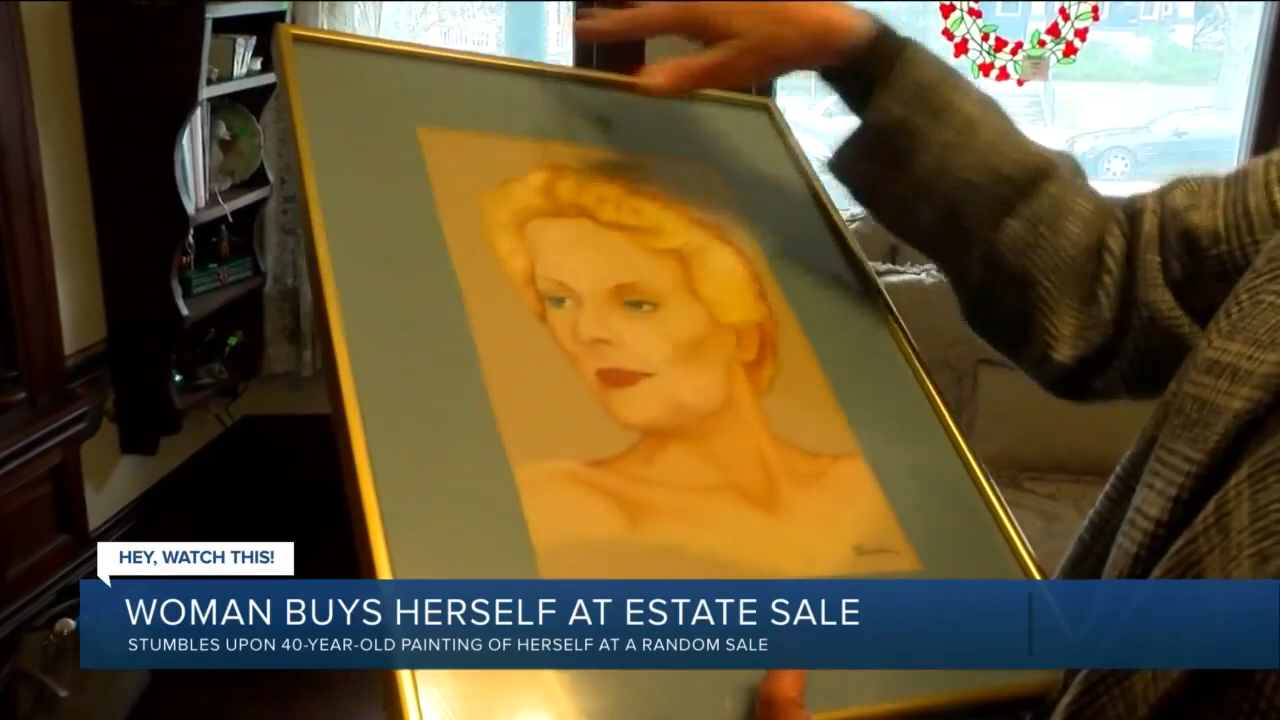 HEY, WATCH THIS!
WOMAN BUYS HERSELF AT ESTATE SALE
STUMBLES UPON 40-YEAR-OLD PAINTING OF HERSELF AT A RANDOM SALE